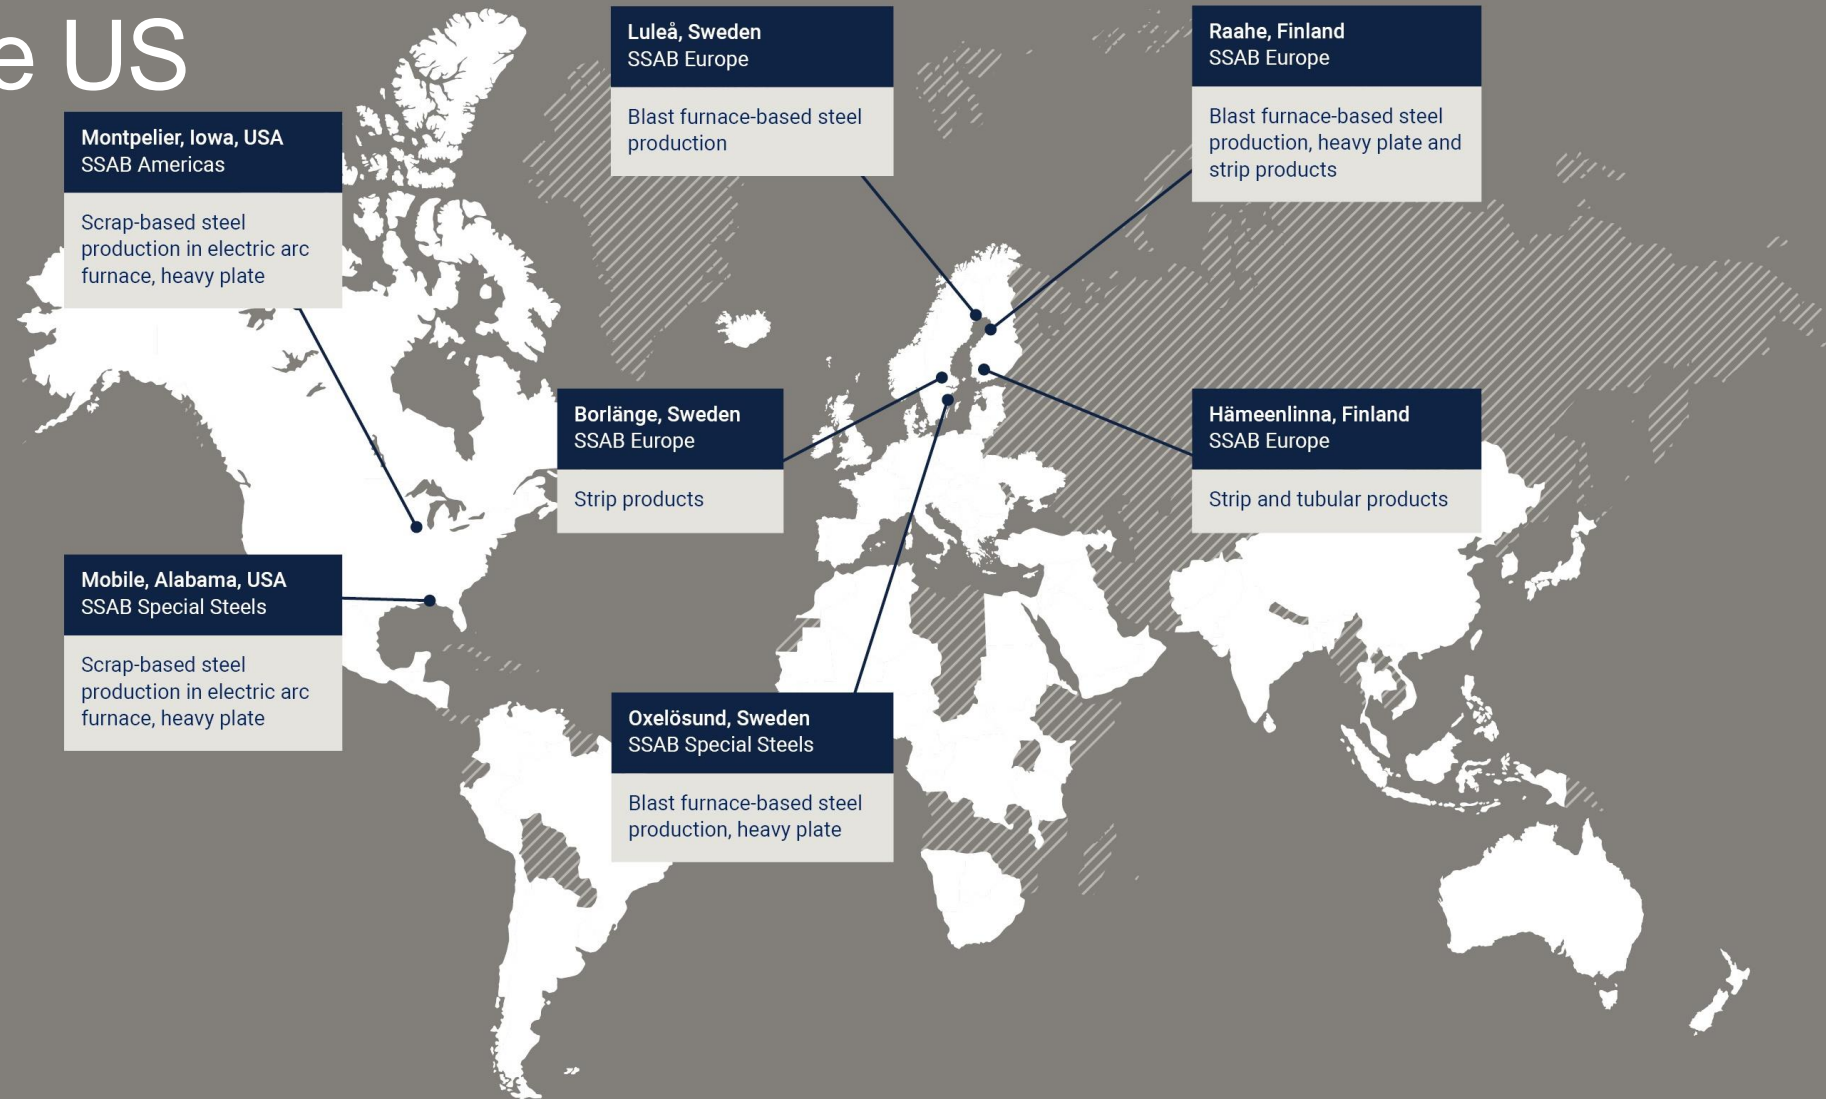 e US
Montpelier, Iowa, USA
SSAB Americas
Scrap-based steel
production in electric arc
furnace, heavy plate
Luleå, Sweden
SSAB Europe
Blast furnace-based steel
production
Raahe, Finland
SSAB Europe
Blast furnace-based steel
production, heavy plate and
strip products
Borlänge, Sweden
SSAB Europe
Strip products
Hämeenlinna, Finland
SSAB Europe
Strip and tubular products
Mobile, Alabama, USA
SSAB Special Steels
Scrap-based steel
production in electric arc
furnace, heavy plate
Oxelösund, Sweden
SSAB Special Steels
Blast furnace-based steel
production, heavy plate